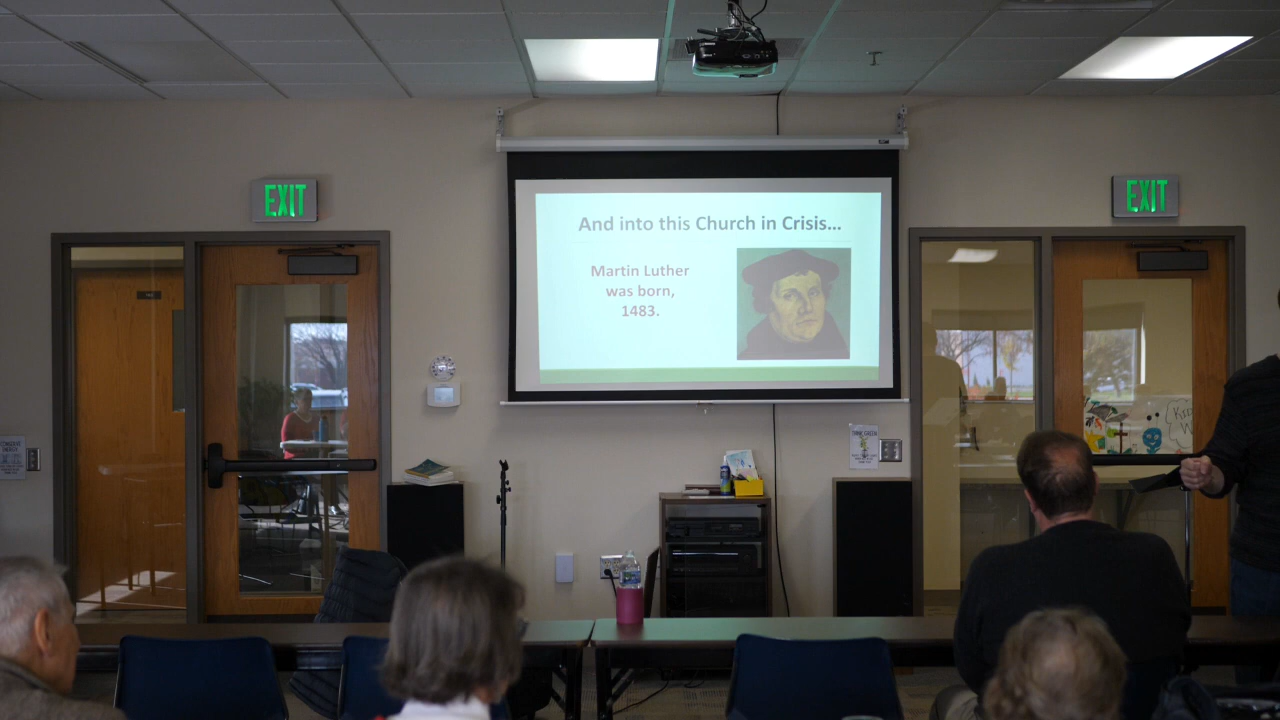 EXIT
EXIT
And into this Church in Crisis...
Martin Luther
was born,
1483.